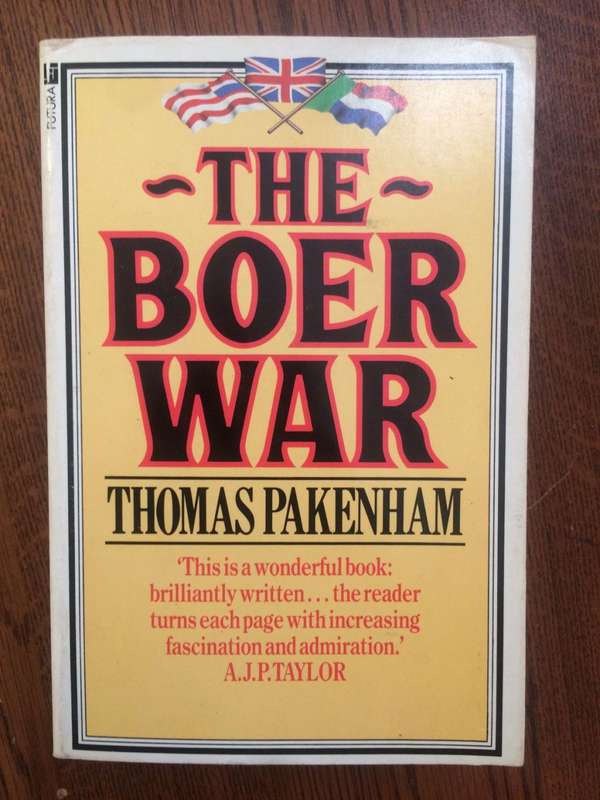 FUTURA
~THE~
BOER
WAR
THOMAS PAKENHAM
'This is a wonderful book:
brilliantly written... the reader
turns each page with increasing
fascination and admiration.'
A.J.P.TAYLOR